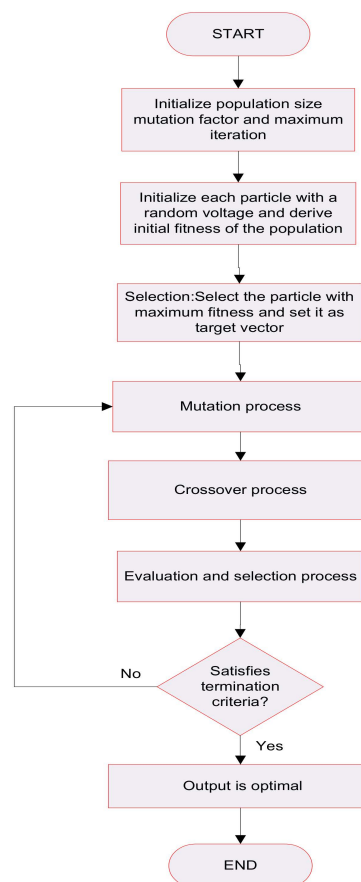 START
Initialize population size
mutation factor and maximum
iteration
Initialize each particle with a
random voltage and derive
initial fitness of the population
Selection:Select the particle with
maximum fitness and set it as
target vector
Mutation process
Crossover process
Evaluation and selection process
No
Satisfies
termination
criteria?
Yes
Output is optimal
END